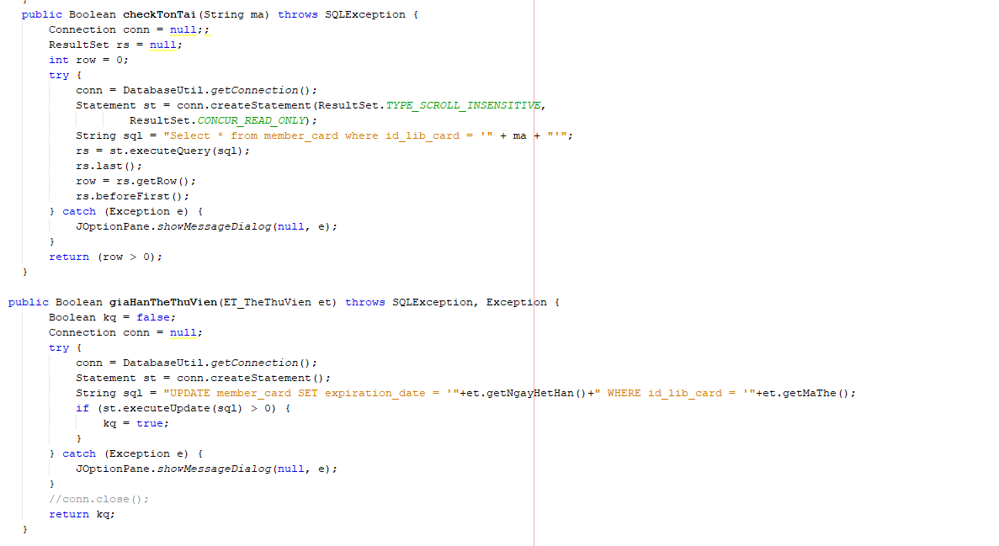 }
public Boolean checkTonTai(String ma) throws SQLException {
    Connection conn = null;;
    ResultSet rs = null;
    int row = 0;
    try {
        conn = DatabaseUtil.getConnection();
        Statement st = conn.createStatement(ResultSet.TYPE_SCROLL_INSENSITIVE,
                ResultSet.CONCUR_READ_ONLY);
        String sql = "Select * from member_card where id_lib_card = '" + ma + "'";
        rs = st.executeQuery(sql);
        rs.last();
        row = rs.getRow();
        rs.beforeFirst();
    } catch (Exception e) {
        JOptionPane.showMessageDialog(null, e);
    }
    return (row > 0);
}
public Boolean giaHanTheThuVien(ET_TheThuVien et) throws SQLException, Exception {
    Boolean kq = false;
    Connection conn = null;
    try {
        conn = DatabaseUtil.getConnection();
        Statement st = conn.createStatement();
        String sql = "UPDATE member_card SET expiration_date = '"+et.getNgayHetHan()+" WHERE id_lib_card = '"+et.getMaThe();
        if (st.executeUpdate(sql) > 0) {
            kq = true;
        }
    } catch (Exception e) {
        JOptionPane.showMessageDialog(null, e);
    }
    //conn.close();
    return kq;
}